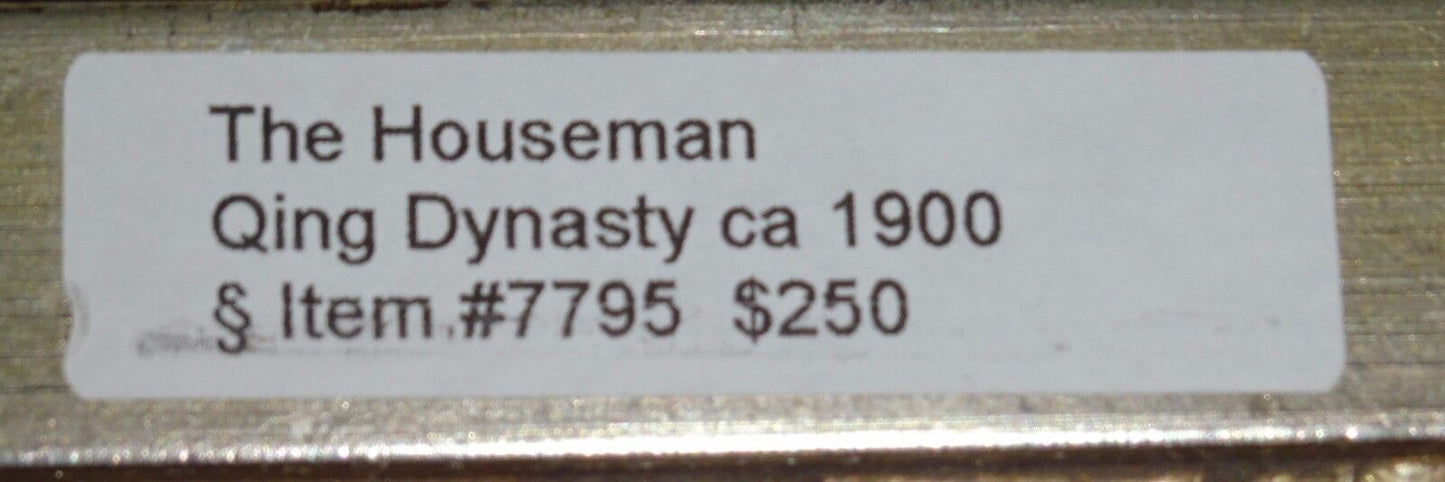 The Houseman
Qing Dynasty ca 1900
§ Item #7795 $250